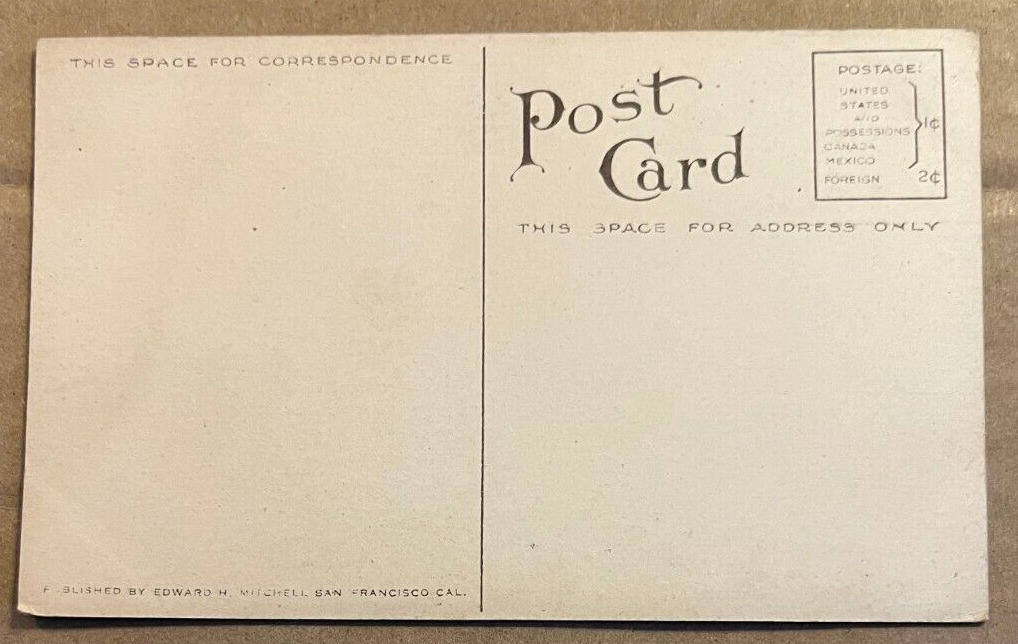 THIS SPACE FOR CORRESPONDENCE
Post
Card
POSTAGE:
UNITED
STATES
AND
POSSESSIONS
CANADA
MEXICO
1¢
FOREIGN 2¢
THIS SPACE FOR ADDRESS ONLY
PUBLISHED BY EDWARD H. MITCHELL SAN FRANCISCO CAL.